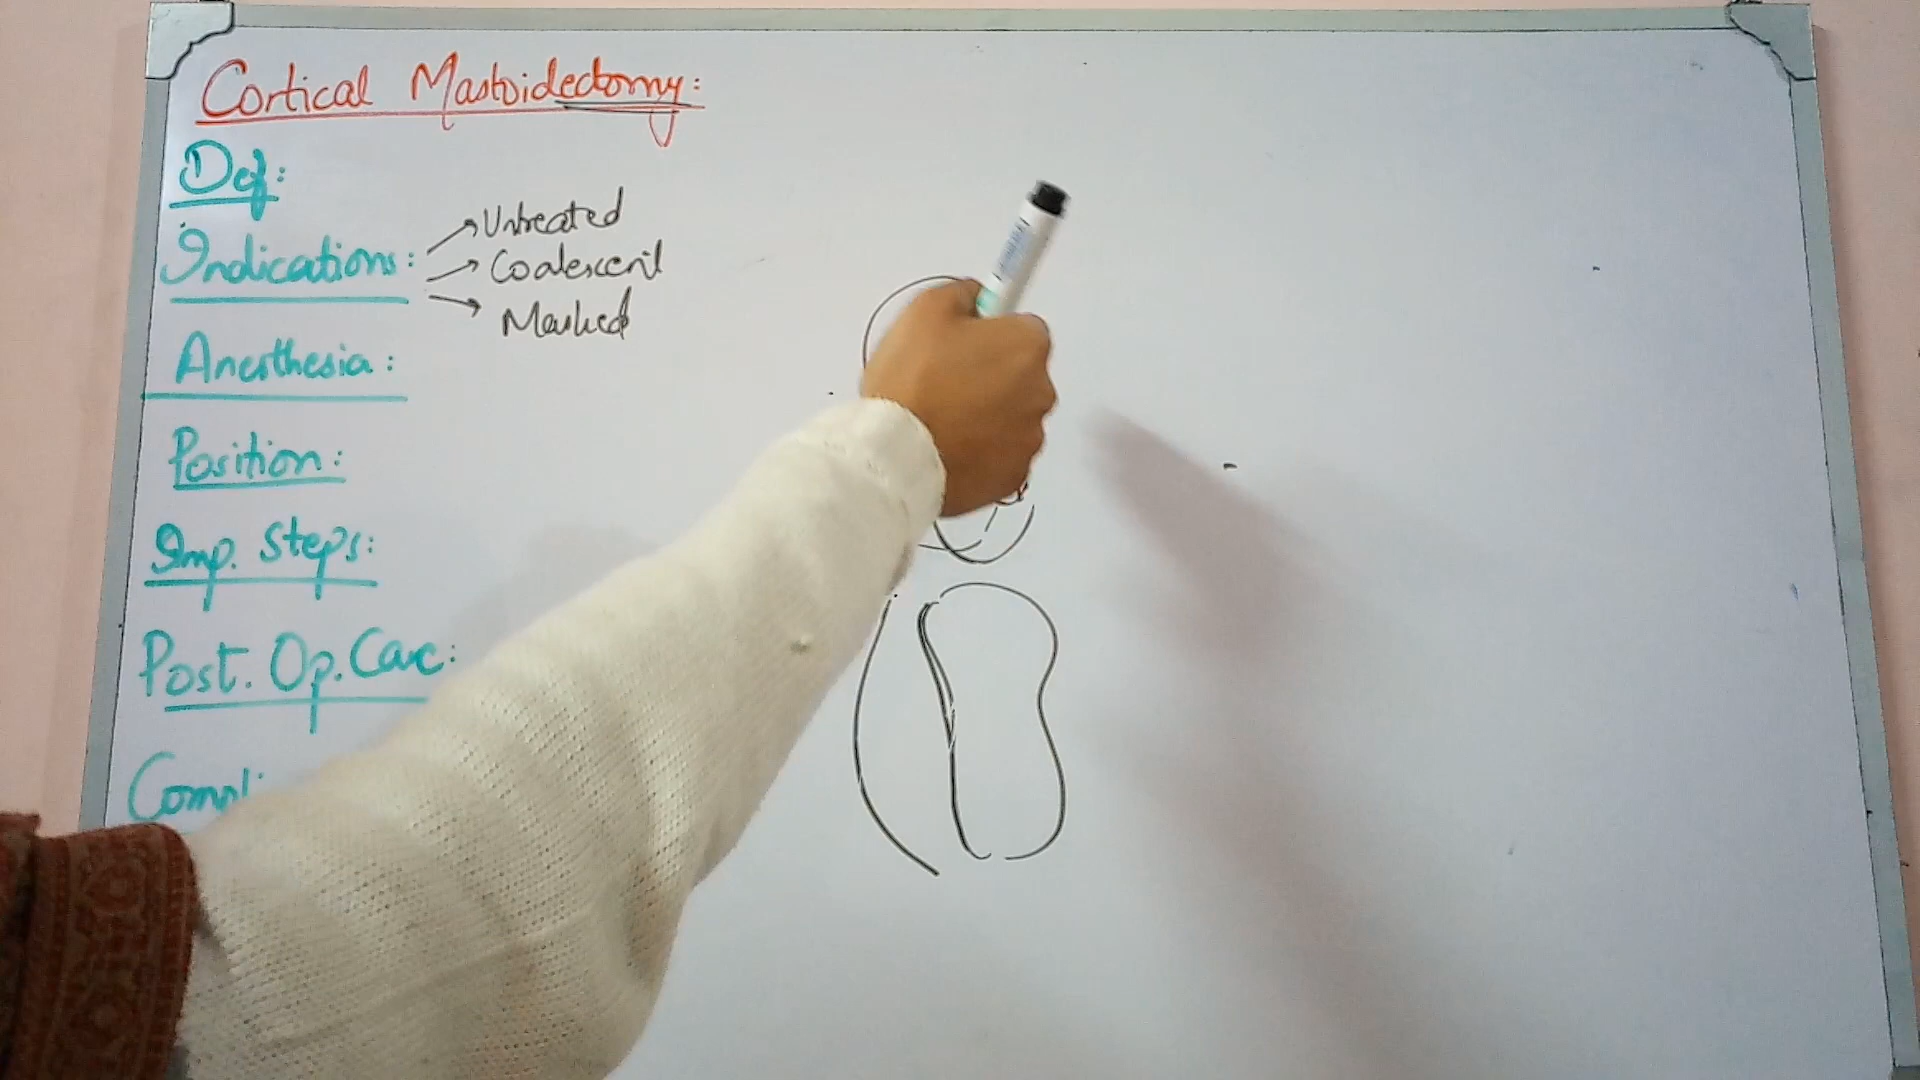 Cortical Mastoidectomy:
Def:
Indications:
Untreated
Coalescent
Masked
Anesthesia:
Position:
Imp. Steps:
Post. Op. Care:
Compli